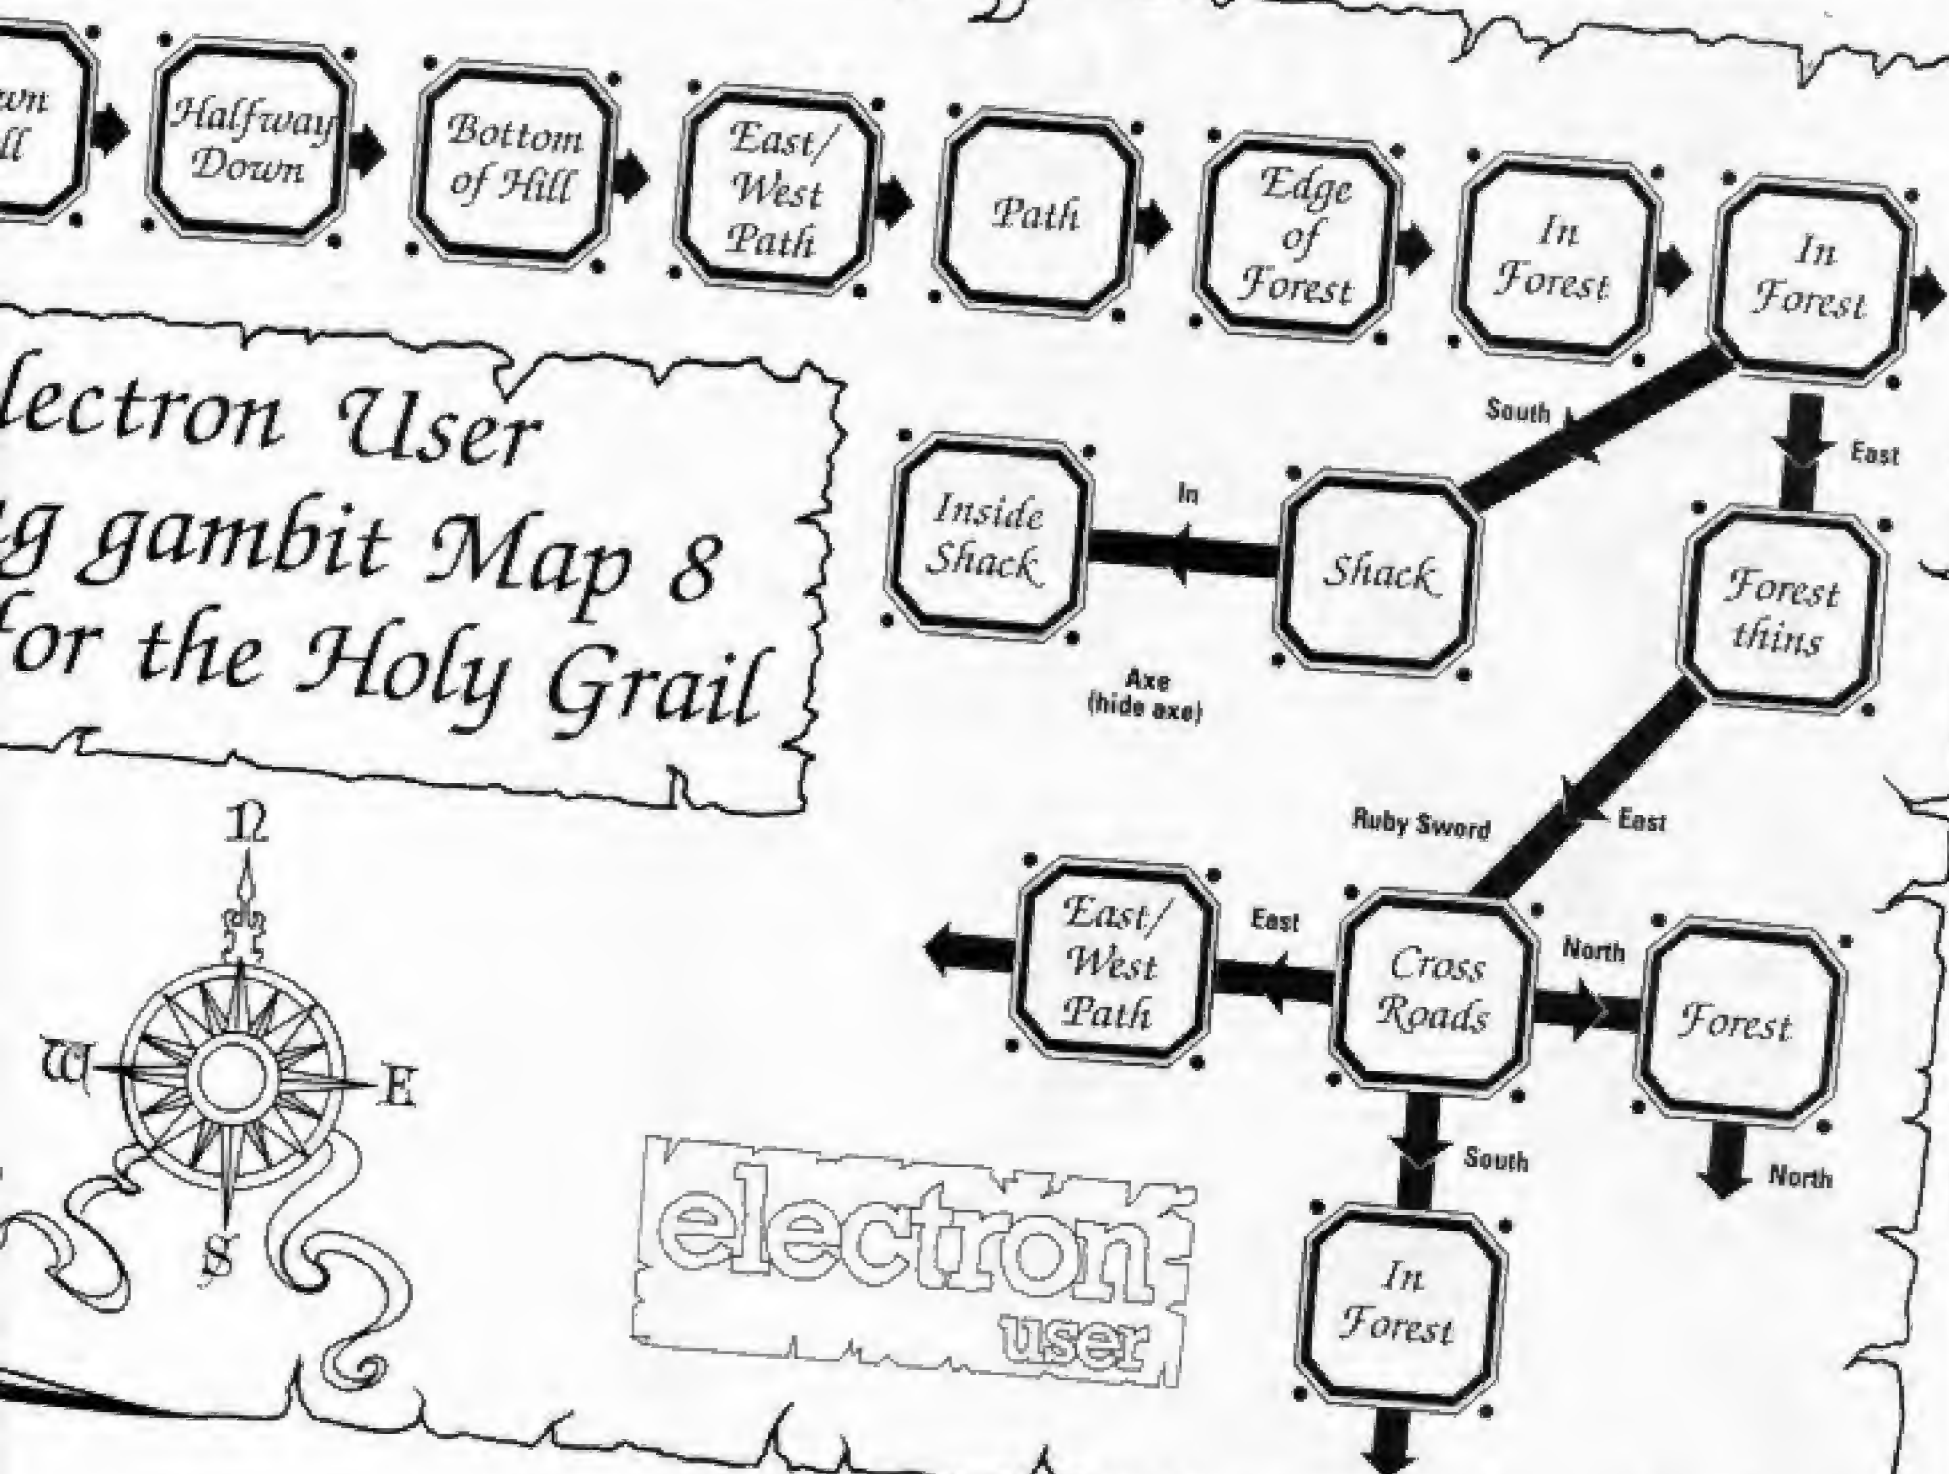 Halfway
Down
Bottom
of Hill
East/
West
Path
Path
Edge
of
Forest
In
Forest
In
Forest
South
East
Inside
Shack
In
Shack
Forest
thins
Axe
(hide axe)
User
gambit Map 8
for the Holy Grail
Ruby Sword
East
East/
West
Path
East
Cross
Roads
North
Forest
South
North
In
Forest
N
W
E
S
electron
user